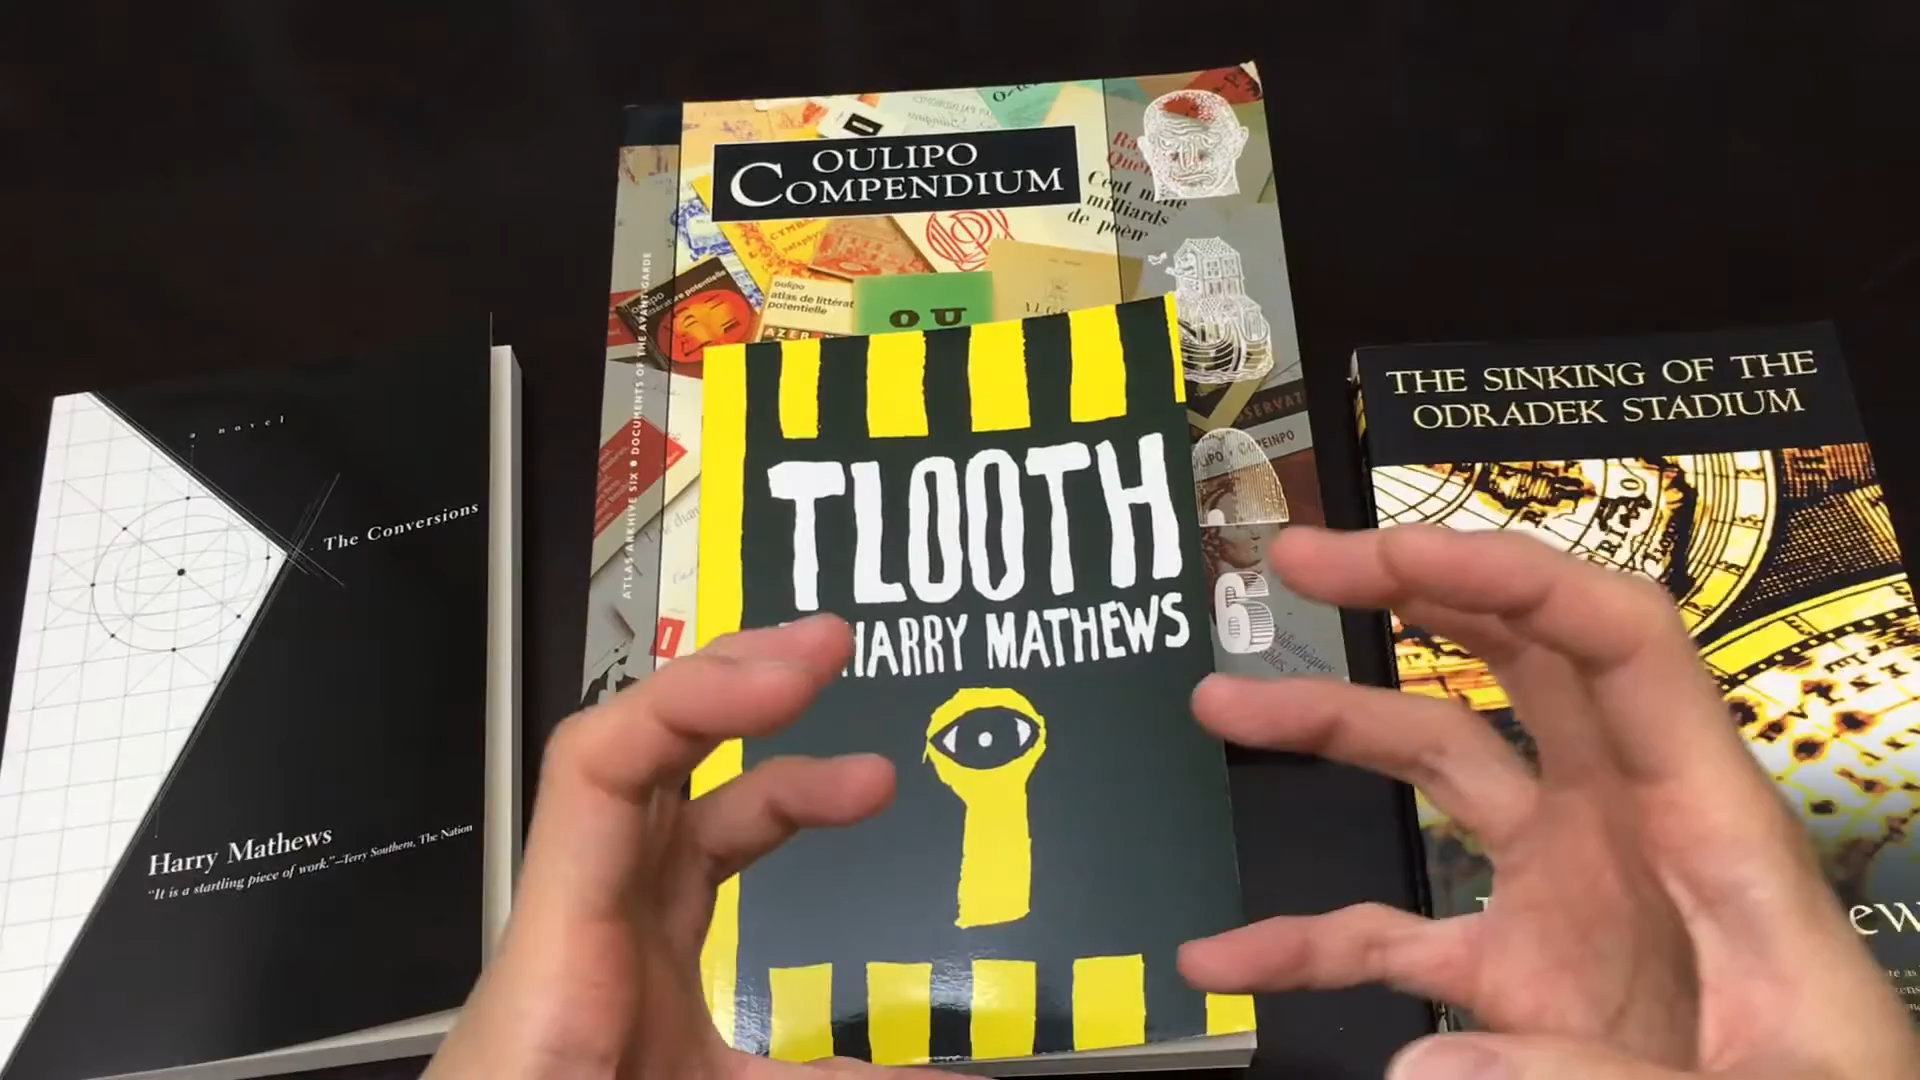 OULIPO
COMPENDIUM
Cent mille
milliards
de poèm
oulipo
atlas de littérat
potentielle
OU
ATLAS ARKHIVE SIX ● DOCUMENTS OF THE AVANT-GARDE
6
TLOOTH
HARRY MATHEWS
a novel
The Conversions
Harry Mathews
“It is a startling piece of work.”–Terry Southern, The Nation
THE SINKING OF THE
ODRADEK STADIUM